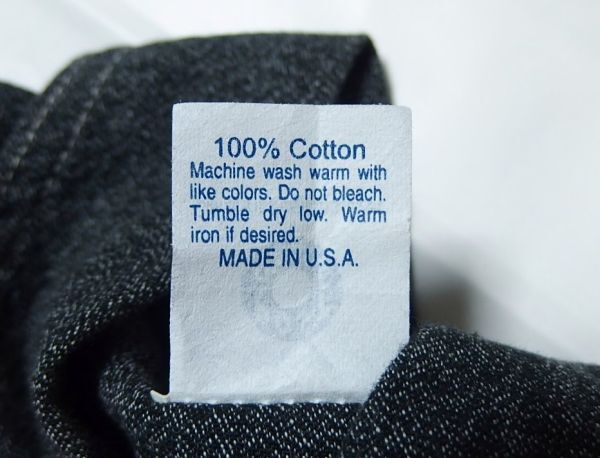 100% Cotton
Machine wash warm with
like colors. Do not bleach.
Tumble dry low. Warm
iron if desired.
MADE IN U.S.A.